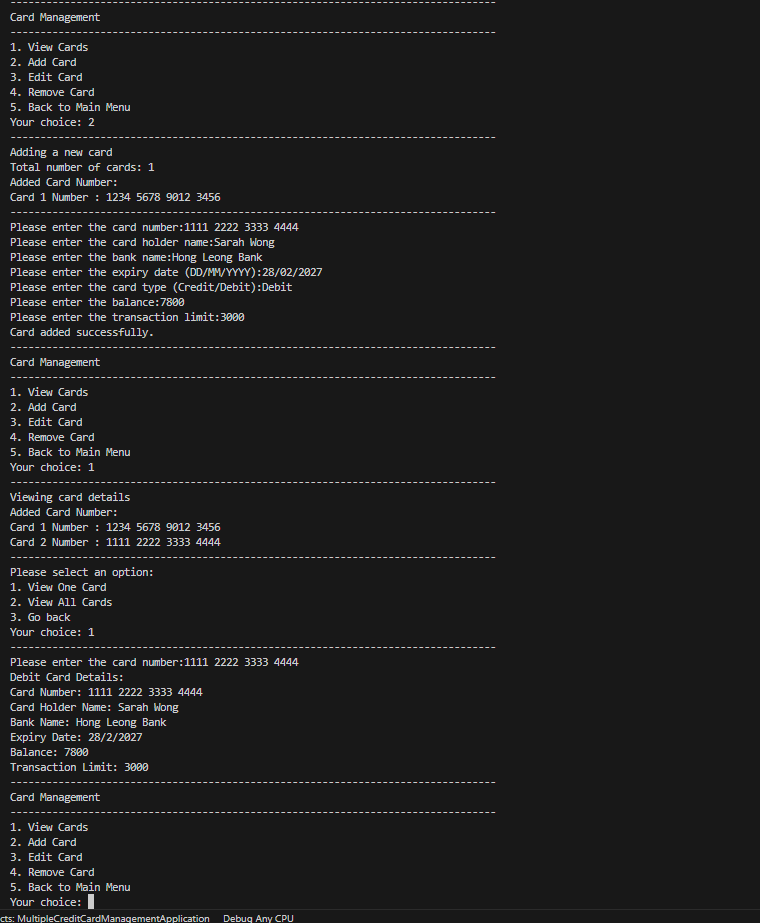 ---------------------------------------------------------------------------------
Card Management
---------------------------------------------------------------------------------
1. View Cards
2. Add Card
3. Edit Card
4. Remove Card
5. Back to Main Menu
Your choice: 2
---------------------------------------------------------------------------------
Adding a new card
Total number of cards: 1
Added Card Number:
Card 1 Number : 1234 5678 9012 3456
---------------------------------------------------------------------------------
Please enter the card number:1111 2222 3333 4444
Please enter the card holder name:Sarah Wong
Please enter the bank name:Hong Leong Bank
Please enter the expiry date (DD/MM/YYYY):28/02/2027
Please enter the card type (Credit/Debit):Debit
Please enter the balance:7800
Please enter the transaction limit:3000
Card added successfully.
---------------------------------------------------------------------------------
Card Management
---------------------------------------------------------------------------------
1. View Cards
2. Add Card
3. Edit Card
4. Remove Card
5. Back to Main Menu
Your choice: 1
---------------------------------------------------------------------------------
Viewing card details
Added Card Number:
Card 1 Number : 1234 5678 9012 3456
Card 2 Number : 1111 2222 3333 4444
---------------------------------------------------------------------------------
Please select an option:
1. View One Card
2. View All Cards
3. Go back
Your choice: 1
---------------------------------------------------------------------------------
Please enter the card number:1111 2222 3333 4444
Debit Card Details:
Card Number: 1111 2222 3333 4444
Card Holder Name: Sarah Wong
Bank Name: Hong Leong Bank
Expiry Date: 28/2/2027
Balance: 7800
Transaction Limit: 3000
---------------------------------------------------------------------------------
Card Management
---------------------------------------------------------------------------------
1. View Cards
2. Add Card
3. Edit Card
4. Remove Card
5. Back to Main Menu
Your choice:
cts: MultipleCreditCardManagementApplication Debug Any CPU